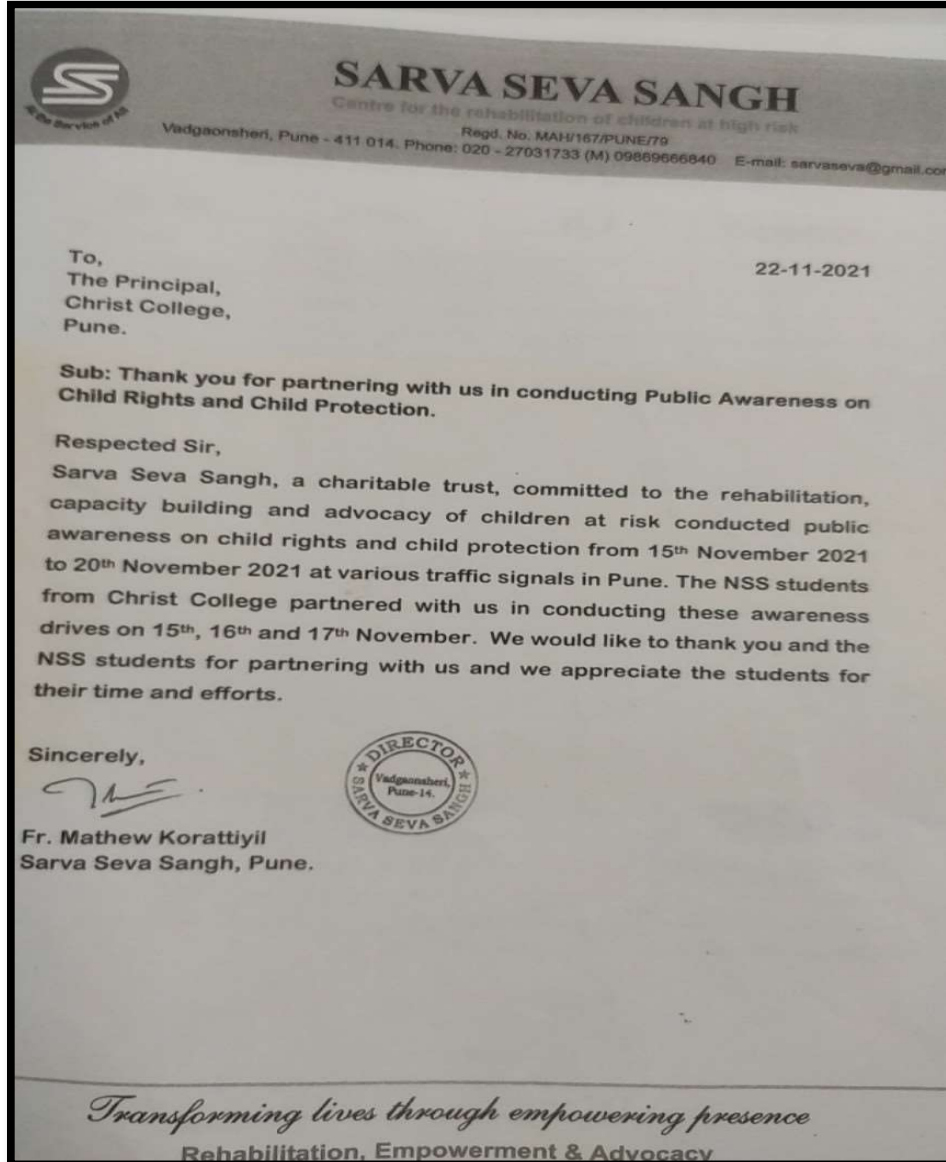 SS
At the Service of All
SARVA SEVA SANGH
Centre for the rehabilitation of children at high risk
Regd. No. MAH/167/PUNE/79
Vadgaonsheri, Pune - 411 014. Phone: 020 - 27031733 (M) 09869666840 E-mail: sarvaseva@gmail.com
To,
22-11-2021
The Principal,
Christ College,
Pune.
Sub: Thank you for partnering with us in conducting Public Awareness on
Child Rights and Child Protection.
Respected Sir,
Sarva Seva Sangh, a charitable trust, committed to the rehabilitation,
capacity building and advocacy of children at risk conducted public
awareness on child rights and child protection from 15th November 2021
to 20th November 2021 at various traffic signals in Pune. The NSS students
from Christ College partnered with us in conducting these awareness
drives on 15th, 16th and 17th November. We would like to thank you and the
NSS students for partnering with us and we appreciate the students for
their time and efforts.
Sincerely,
★ DIRECTOR ★
Vadgaonsheri,
Pune-14.
SARVA SEVA SANGH
Fr. Mathew Korattiyil
Sarva Seva Sangh, Pune.
Transforming lives through empowering presence
Rehabilitation, Empowerment & Advocacy